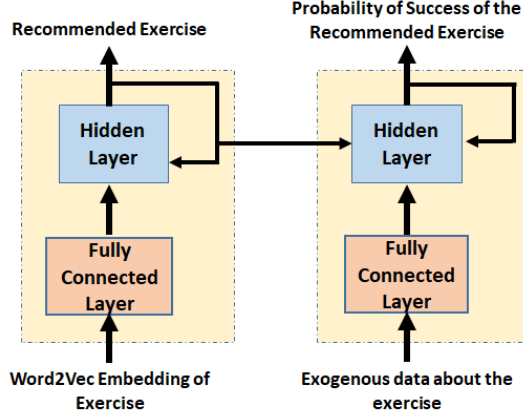 Recommended Exercise
Probability of Success of the
Recommended Exercise
Hidden
Layer
Hidden
Layer
Fully
Connected
Layer
Fully
Connected
Layer
Word2Vec Embedding of
Exercise
Exogenous data about the
exercise